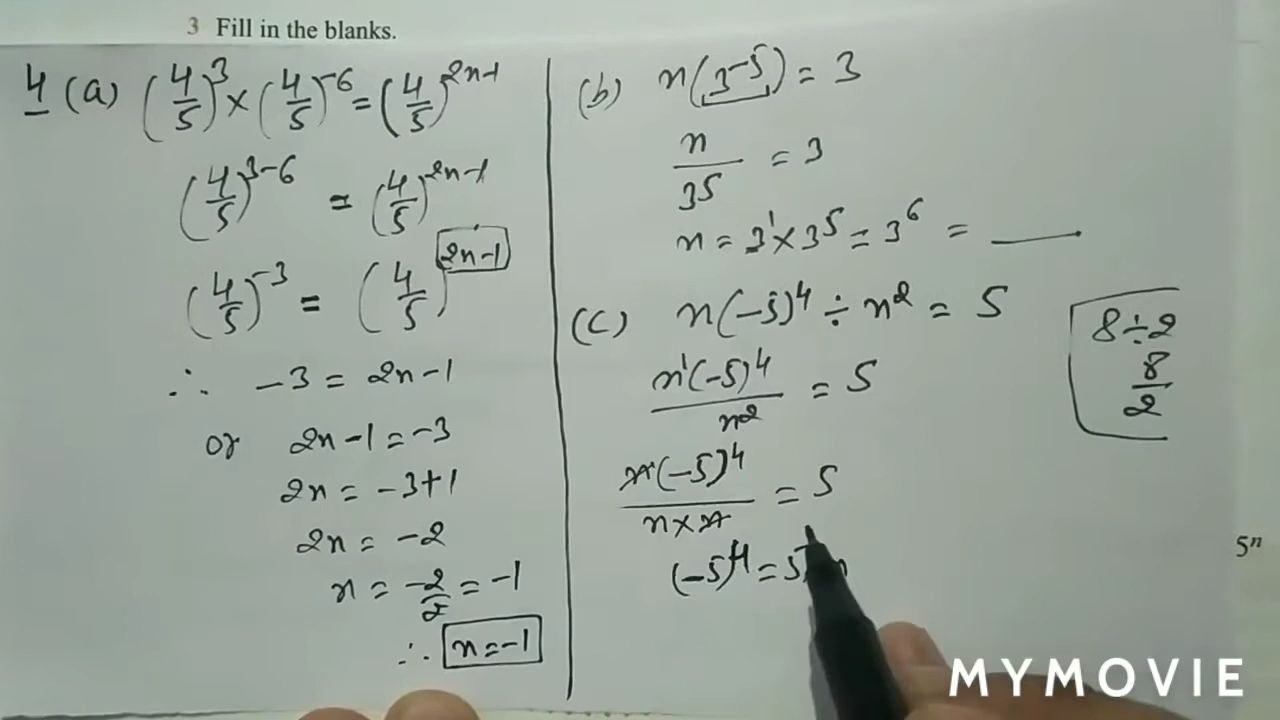 3 Fill in the blanks.
4 (a) (4/5)^3 × (4/5)^-6 = (4/5)^2n-1
(4/5)^3-6 = (4/5)^2n-1
(4/5)^-3 = (4/5)^2n-1
∴ -3 = 2n-1
or 2n-1 = -3
2n = -3+1
2n = -2
n = -2/2 = -1
∴ n = -1
(b) n(3^-5) = 3
n/3^5 = 3
n = 3^1 × 3^5 = 3^6 = ___
(c) n(-5)^4 ÷ n^2 = 5
n^1(-5)^4/n^2 = 5
n(-5)^4/n×n = 5
(-5)^4 = 5
8÷2
8/2
5^n
MYMOVIE